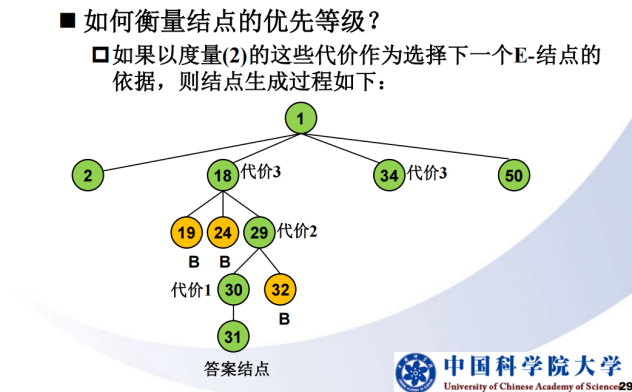 ■ 如何衡量结点的优先等级?
□如果以度量(2)的这些代价作为选择下一个E-结点的
依据，则结点生成过程如下：
1
2
18
代价3
34
代价3
50
19
24
29
代价2
B
B
代价1
30
32
B
31
答案结点
中国科学院大学
University of Chinese Academy of Sciences
29